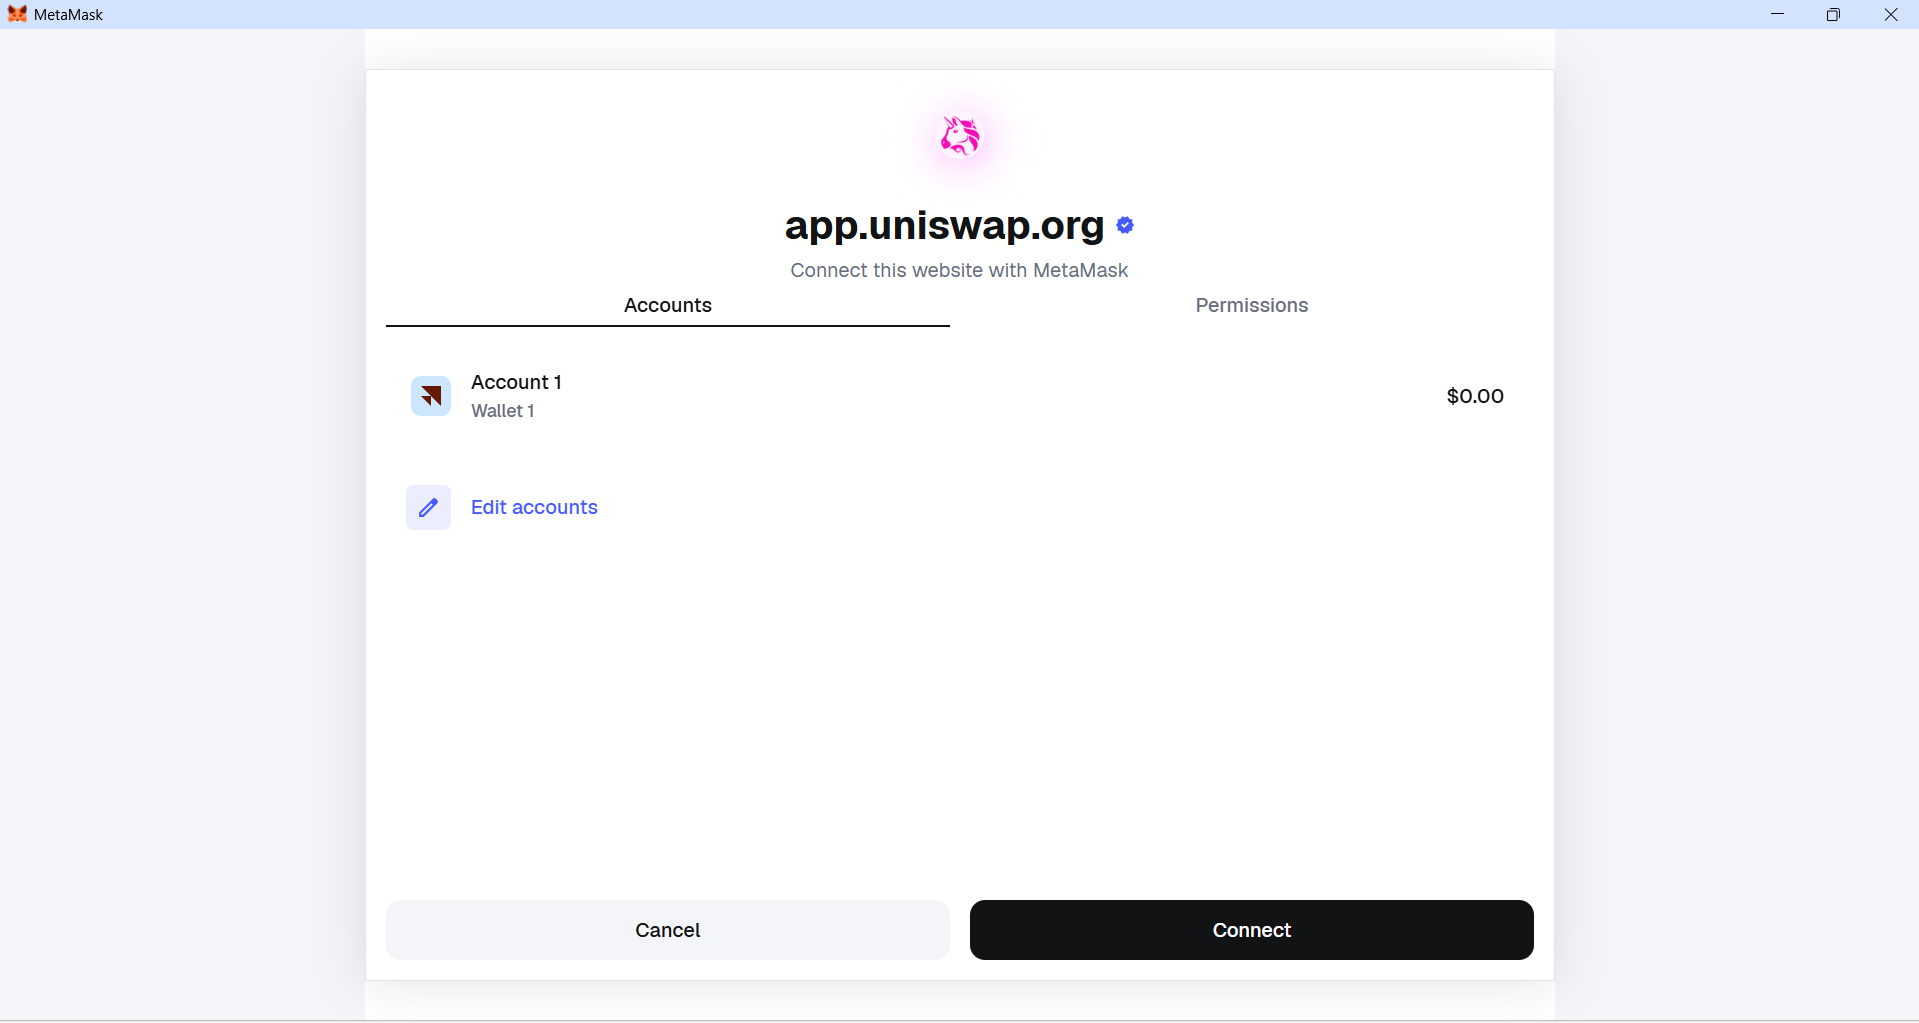 MetaMask
app.uniswap.org
Connect this website with MetaMask
Accounts
Permissions
Account 1
Wallet 1
$0.00
Edit accounts
Cancel
Connect